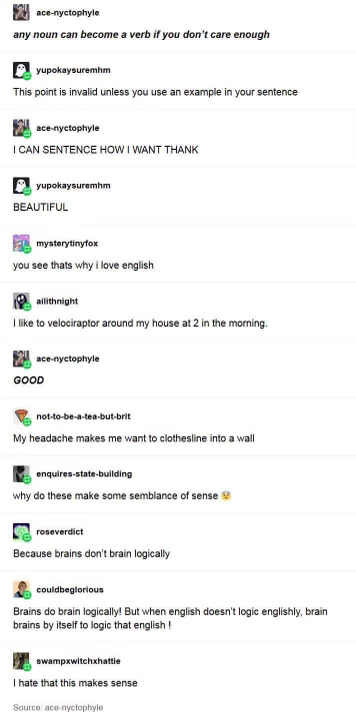 ace-nyctophyle
any noun can become a verb if you don't care enough
yupokaysuremhm
This point is invalid unless you use an example in your sentence
ace-nyctophyle
I CAN SENTENCE HOW I WANT THANK
yupokaysuremhm
BEAUTIFUL
mysterytinyfox
you see thats why i love english
ailithnight
I like to velociraptor around my house at 2 in the morning.
ace-nyctophyle
GOOD
not-to-be-a-tea-but-brit
My headache makes me want to clothesline into a wall
enquires-state-building
why do these make some semblance of sense 😟
roseverdict
Because brains don't brain logically
couldbeglorious
Brains do brain logically! But when english doesn't logic englishly, brain
brains by itself to logic that english !
swampxwitchxhattie
I hate that this makes sense
Source: ace-nyctophyle